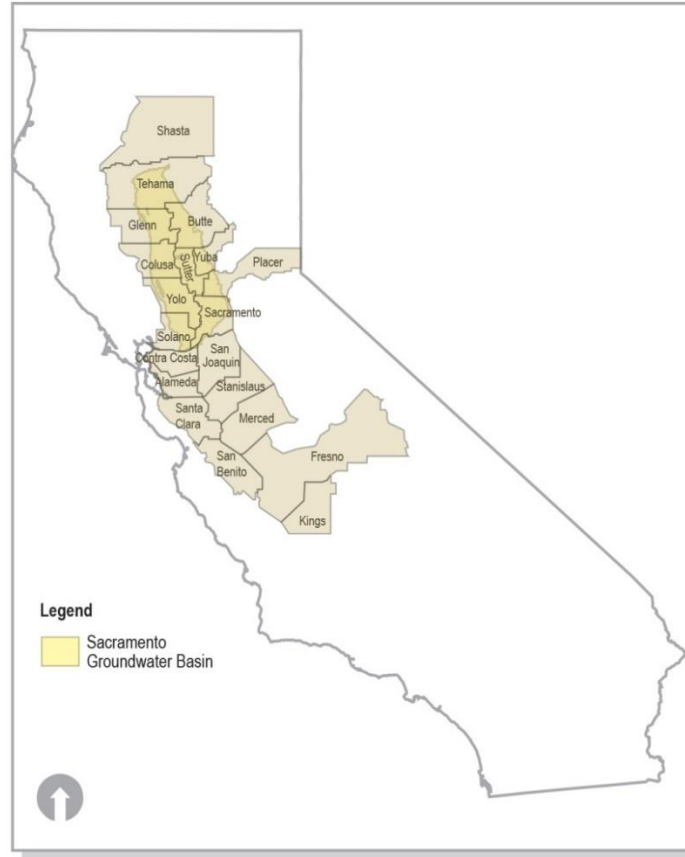 Shasta
Tehama
Glenn
Butte
Colusa
Sutter
Yuba
Placer
Yolo
Sacramento
Solano
Contra Costa
San
Joaquin
Alameda
Stanislaus
Santa
Clara
Merced
San
Benito
Fresno
Kings
Legend
Sacramento
Groundwater Basin